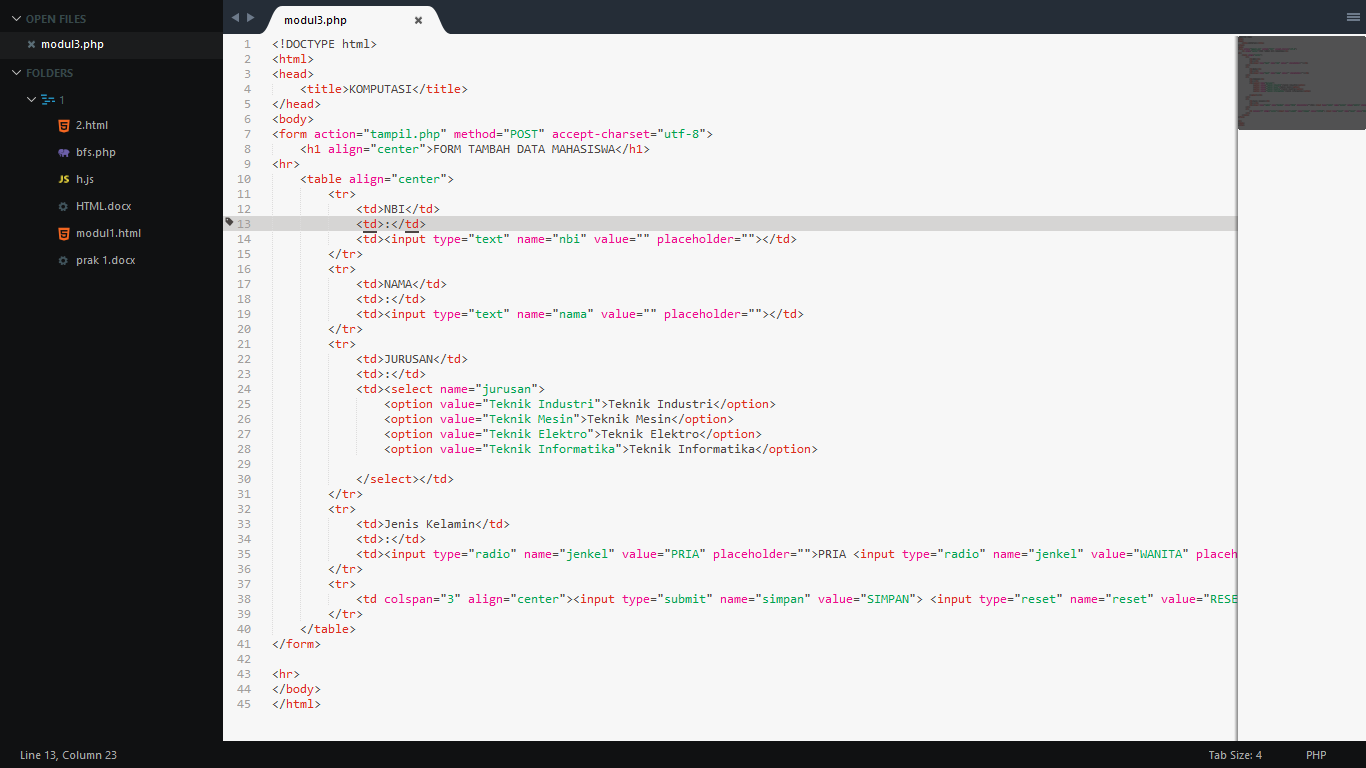 OPEN FILES
modul3.php
FOLDERS
1
2.html
bfs.php
h.js
HTML.docx
modul1.html
prak 1.docx
modul3.php
1 <!DOCTYPE html>
2 <html>
3 <head>
4 <title>KOMPUTASI</title>
5 </head>
6 <body>
7 <form action="tampil.php" method="POST" accept-charset="utf-8">
8 <h1 align="center">FORM TAMBAH DATA MAHASISWA</h1>
9 <hr>
10 <table align="center">
11 <tr>
12 <td>NBI</td>
13 <td>:</td>
14 <td><input type="text" name="nbi" value="" placeholder=""></td>
15 </tr>
16 <tr>
17 <td>NAMA</td>
18 <td>:</td>
19 <td><input type="text" name="nama" value="" placeholder=""></td>
20 </tr>
21 <tr>
22 <td>JURUSAN</td>
23 <td>:</td>
24 <td><select name="jurusan">
25 <option value="Teknik Industri">Teknik Industri</option>
26 <option value="Teknik Mesin">Teknik Mesin</option>
27 <option value="Teknik Elektro">Teknik Elektro</option>
28 <option value="Teknik Informatika">Teknik Informatika</option>
29
30 </select></td>
31 </tr>
32 <tr>
33 <td>Jenis Kelamin</td>
34 <td>:</td>
35 <td><input type="radio" name="jenkel" value="PRIA" placeholder="">PRIA <input type="radio" name="jenkel" value="WANITA" placeh
36 </tr>
37 <tr>
38 <td colspan="3" align="center"><input type="submit" name="simpan" value="SIMPAN"> <input type="reset" name="reset" value="RESE
39 </tr>
40 </table>
41 </form>
42
43 <hr>
44 </body>
45 </html>
Line 13, Column 23
Tab Size: 4
PHP